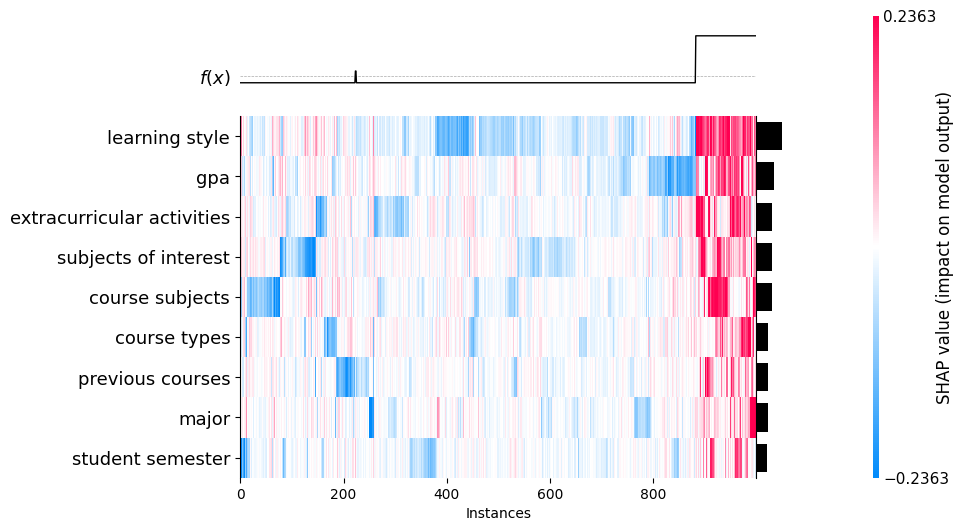 0.2363
f(x)
learning style
gpa
extracurricular activities
subjects of interest
course subjects
course types
previous courses
major
student semester
0 200 400 600 800
Instances
SHAP value (impact on model output)
−0.2363